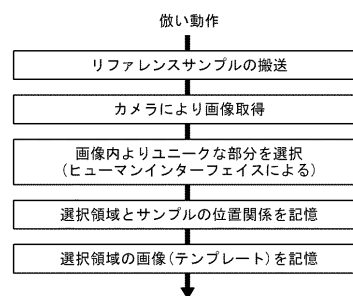 倣い動作
リファレンスサンプルの搬送
カメラにより画像取得
画像内よりユニークな部分を選択
(ヒューマンインターフェイスによる)
選択領域とサンプルの位置関係を記憶
選択領域の画像(テンプレート)を記憶